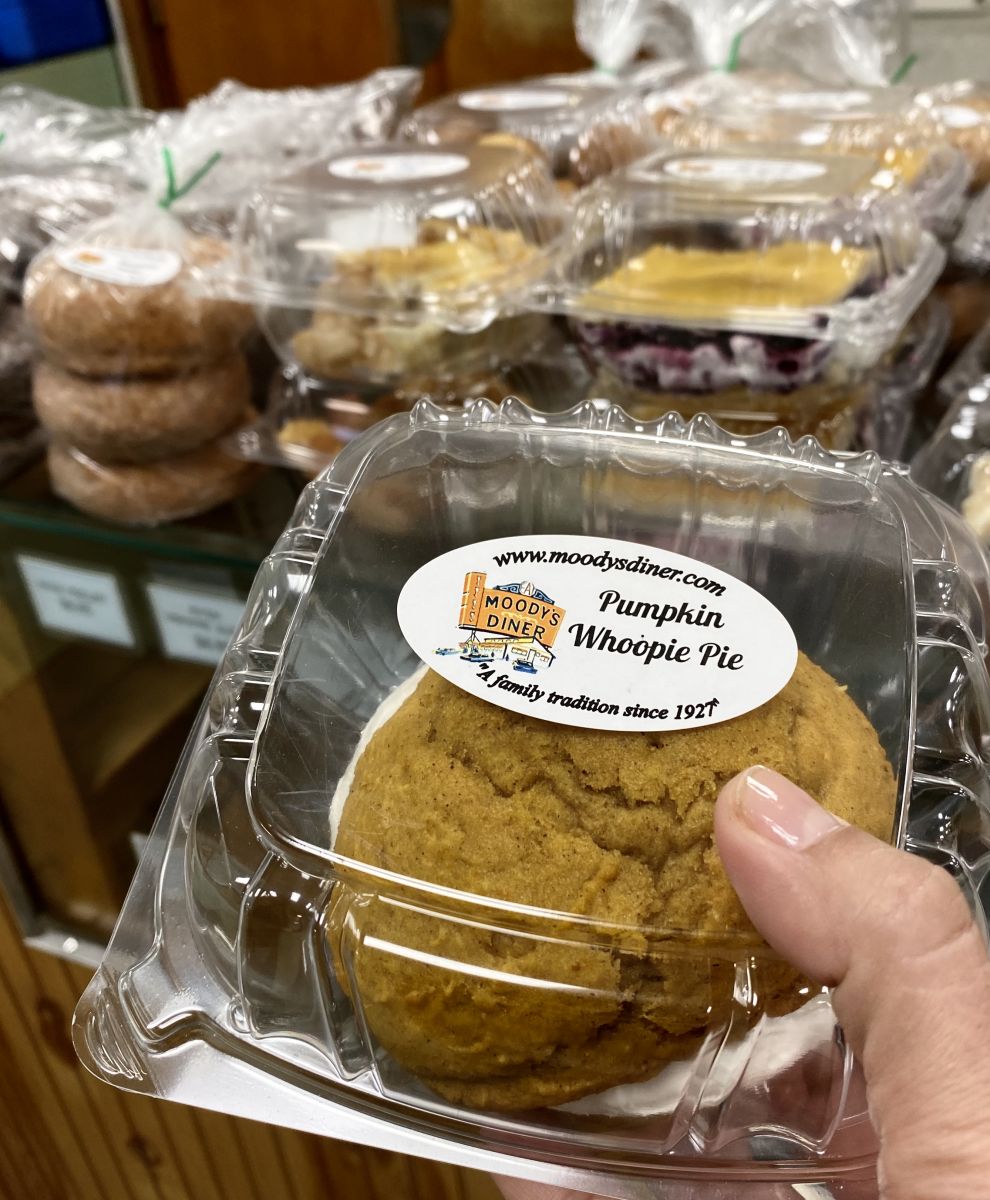 www.moodysdiner.com
MOODY'S
DINER
Pumpkin
Whoopie Pie
"A family tradition since 1927"